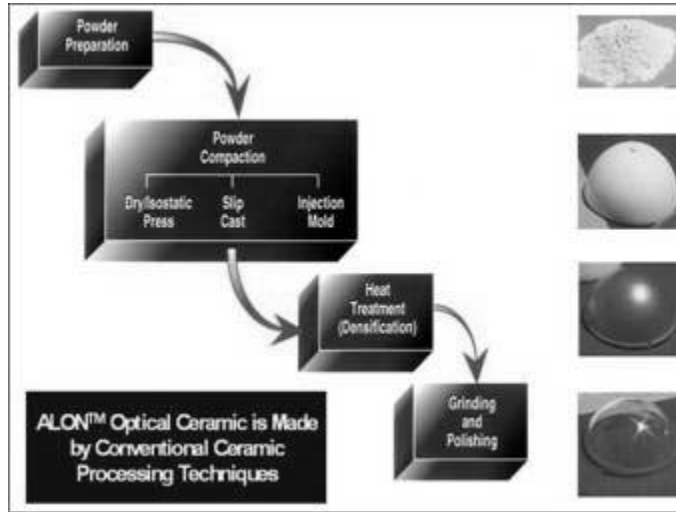 Powder
Preparation
Powder
Compaction
Dry/Isostatic
Press
Slip
Cast
Injection
Mold
Heat
Treatment
(Densification)
Grinding
and
Polishing
ALON™ Optical Ceramic is Made
by Conventional Ceramic
Processing Techniques